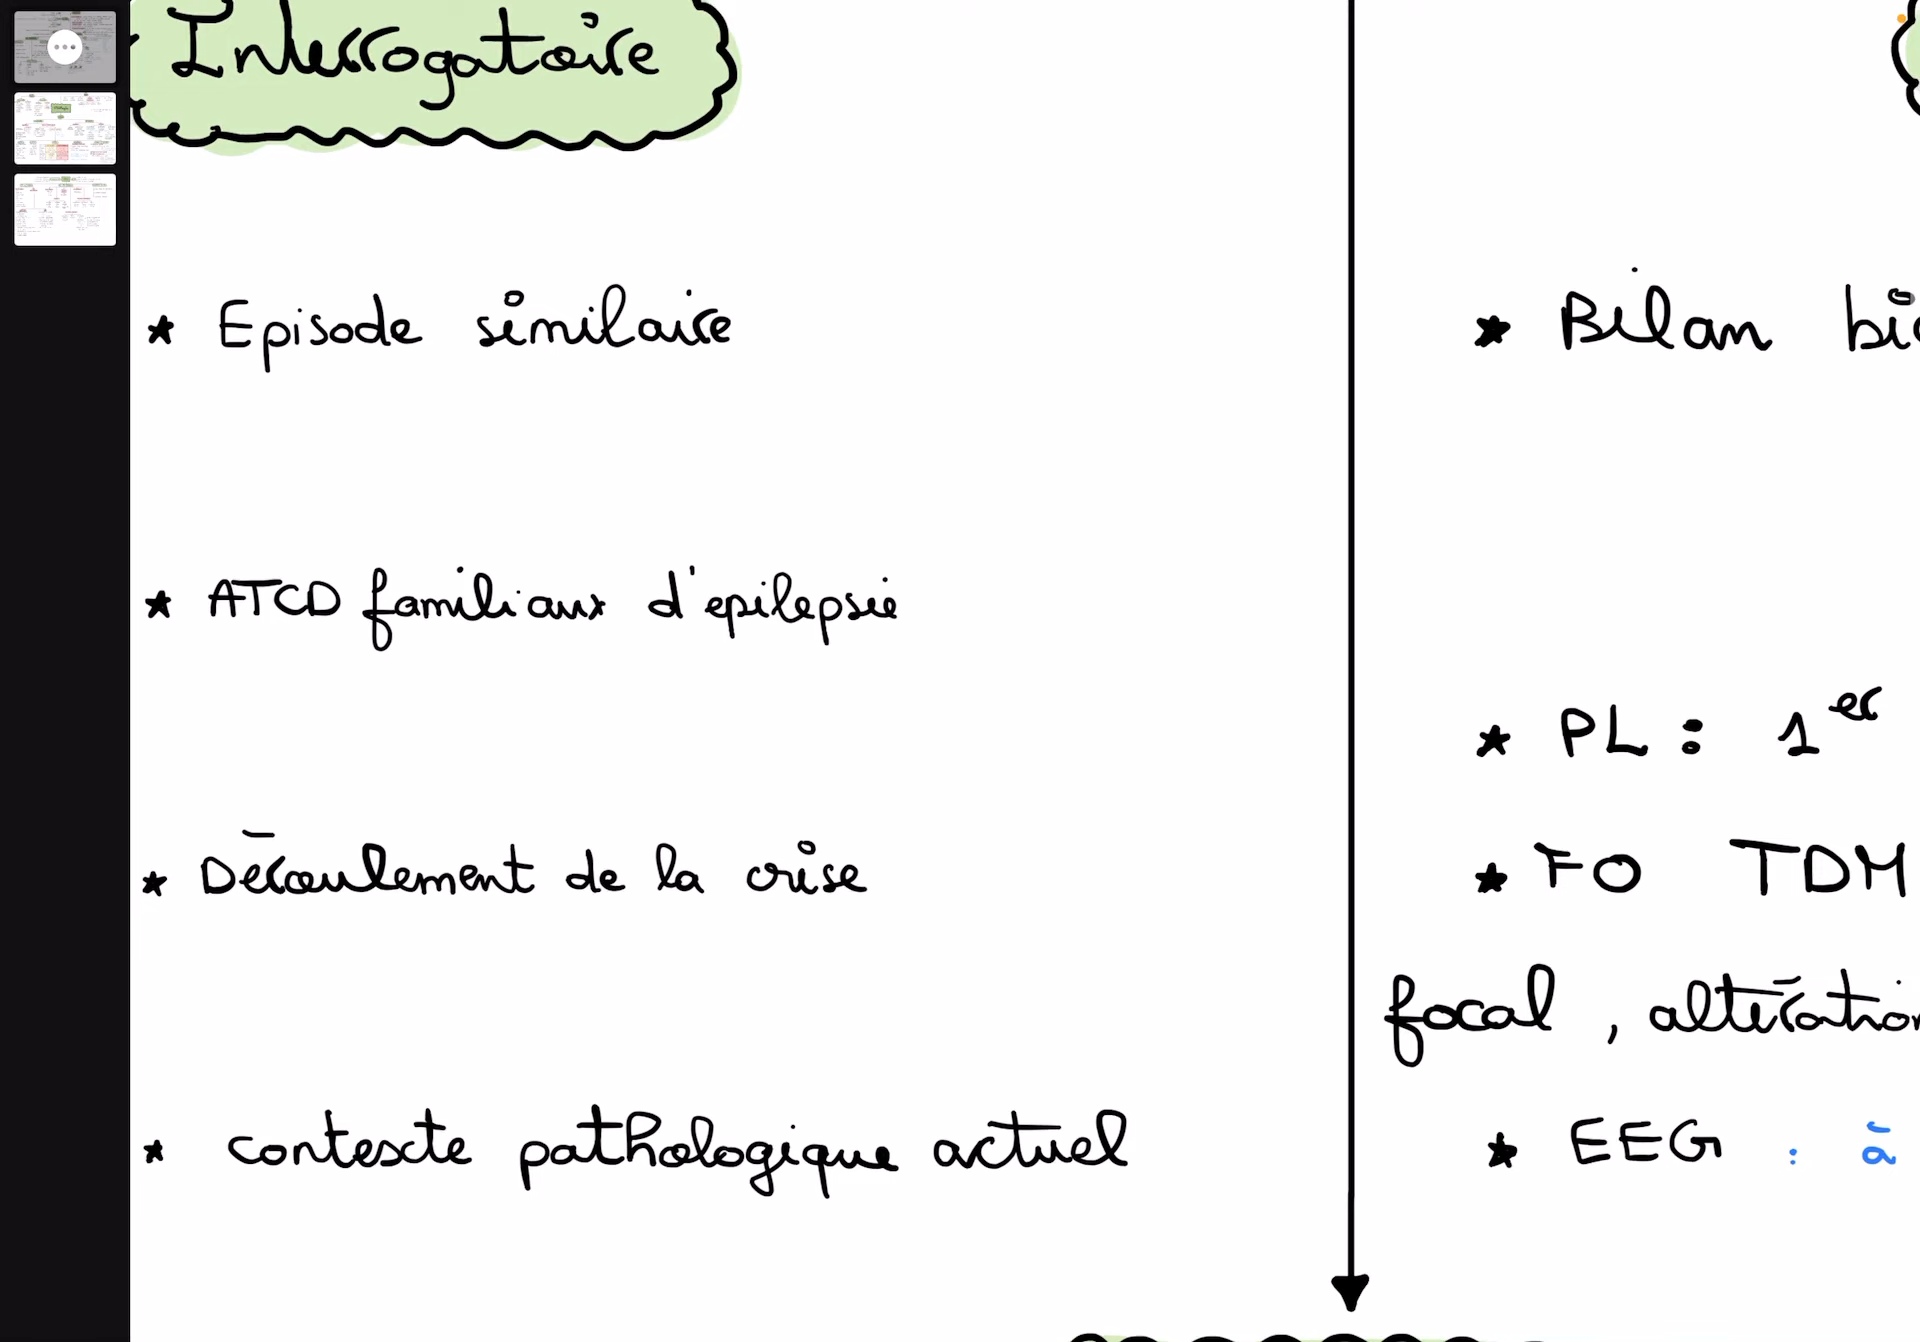 Interrogatoire
* Episode similaire
* ATCD familiaux d'epilepsie
* Déroulement de la crise
* contexte pathologique actuel
* Bilan
* PL : 1er
* FO TDM
focal , altération
* EEG : à